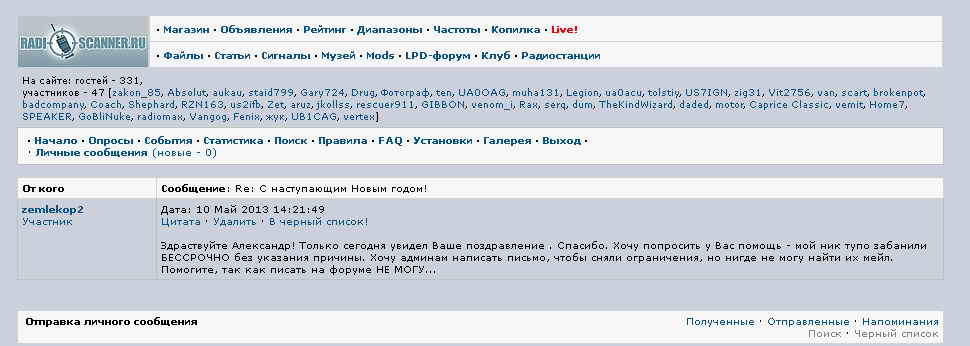 RADI SCANNER.RU
· Магазин · Объявления · Рейтинг · Диапазоны · Частоты · Копилка · Live!
· Файлы · Статьи · Сигналы · Музей · Mods · LPD-форум · Клуб · Радиостанции
На сайте: гостей - 331,
участников - 47 [zakon_85, Absolut, aukau, staid799, Gary724, Drug, Фотограф, ten, UA0OAG, muha131, Legion, ua0acu, tolstiy, US7IGN, zig31, Vit2756, van, scart, brokenpot,
badcompany, Coach, Shephard, RZN163, us2ifb, Zet, aruz, jkollss, rescuer911, GIBBON, venom_i, Rax, serq, dum, TheKindWizard, daded, motor, Caprice Classic, vemit, Home7,
SPEAKER, GoBliNuke, radiomax, Vangog, Fenix, жук, UB1CAG, vertex]
· Начало · Опросы · События · Статистика · Поиск · Правила · FAQ · Установки · Галерея · Выход ·
· Личные сообщения (новые - 0)
От кого
Сообщение: Re: С наступающим Новым годом!
zemlekop2
Участник
Дата: 10 Май 2013 14:21:49
Цитата · Удалить · В черный список!
Здраствуйте Александр! Только сегодня увидел Ваше поздравление . Спасибо. Хочу попросить у Вас помощь - мой ник тупо забанили
БЕССРОЧНО без указания причины. Хочу админам написать письмо, чтобы сняли ограничения, но нигде не могу найти их мейл.
Помогите, так как писать на форуме НЕ МОГУ...
Отправка личного сообщения
Полученные · Отправленные · Напоминания
Поиск · Черный список